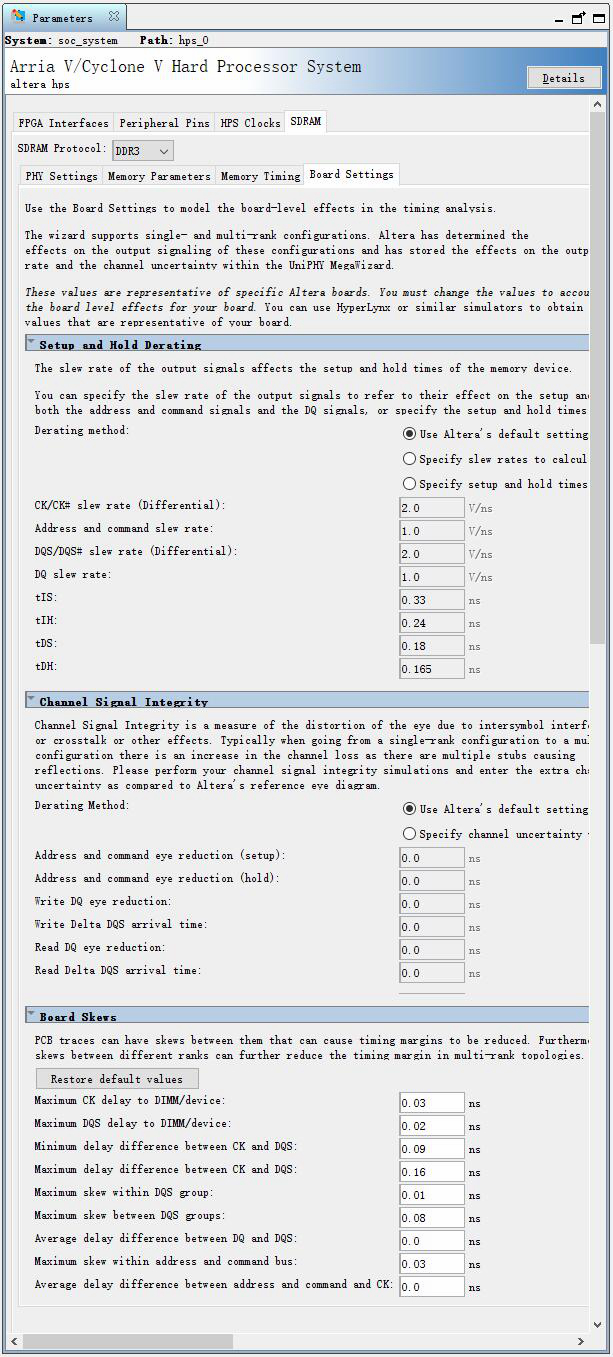 Parameters
System: soc_system Path: hps_0
Arria V/Cyclone V Hard Processor System
altera hps
Details
FPGA Interfaces Peripheral Pins HPS Clocks SDRAM
SDRAM Protocol: DDR3
PHY Settings Memory Parameters Memory Timing Board Settings
Use the Board Settings to model the board-level effects in the timing analysis.
The wizard supports single- and multi-rank configurations. Altera has determined the
effects on the output signaling of these configurations and has stored the effects on the outp
rate and the channel uncertainty within the UniPHY MegaWizard.
These values are representative of specific Altera boards. You must change the values to accou
the board level effects for your board. You can use HyperLynx or similar simulators to obtain
values that are representative of your board.
Setup and Hold Derating
The slew rate of the output signals affects the setup and hold times of the memory device.
You can specify the slew rate of the output signals to refer to their effect on the setup an
both the address and command signals and the DQ signals, or specify the setup and hold times
Derating method:
Use Altera's default setting
Specify slew rates to calcul
Specify setup and hold times
CK/CK# slew rate (Differential): 2.0 V/ns
Address and command slew rate: 1.0 V/ns
DQS/DQS# slew rate (Differential): 2.0 V/ns
DQ slew rate: 1.0 V/ns
tIS: 0.33 ns
tIH: 0.24 ns
tDS: 0.18 ns
tDH: 0.165 ns
Channel Signal Integrity
Channel Signal Integrity is a measure of the distortion of the eye due to intersymbol interfe
or crosstalk or other effects. Typically when going from a single-rank configuration to a mul
configuration there is an increase in the channel loss as there are multiple stubs causing
reflections. Please perform your channel signal integrity simulations and enter the extra cha
uncertainty as compared to Altera's reference eye diagram.
Derating Method:
Use Altera's default setting
Specify channel uncertainty
Address and command eye reduction (setup): 0.0 ns
Address and command eye reduction (hold): 0.0 ns
Write DQ eye reduction: 0.0 ns
Write Delta DQS arrival time: 0.0 ns
Read DQ eye reduction: 0.0 ns
Read Delta DQS arrival time: 0.0 ns
Board Skews
PCB traces can have skews between them that can cause timing margins to be reduced. Furtherm
skews between different ranks can further reduce the timing margin in multi-rank topologies.
Restore default values
Maximum CK delay to DIMM/device: 0.03 ns
Maximum DQS delay to DIMM/device: 0.02 ns
Minimum delay difference between CK and DQS: 0.09 ns
Maximum delay difference between CK and DQS: 0.16 ns
Maximum skew within DQS group: 0.01 ns
Maximum skew between DQS groups: 0.08 ns
Average delay difference between DQ and DQS: 0.0 ns
Maximum skew within address and command bus: 0.03 ns
Average delay difference between address and command and CK: 0.0 ns